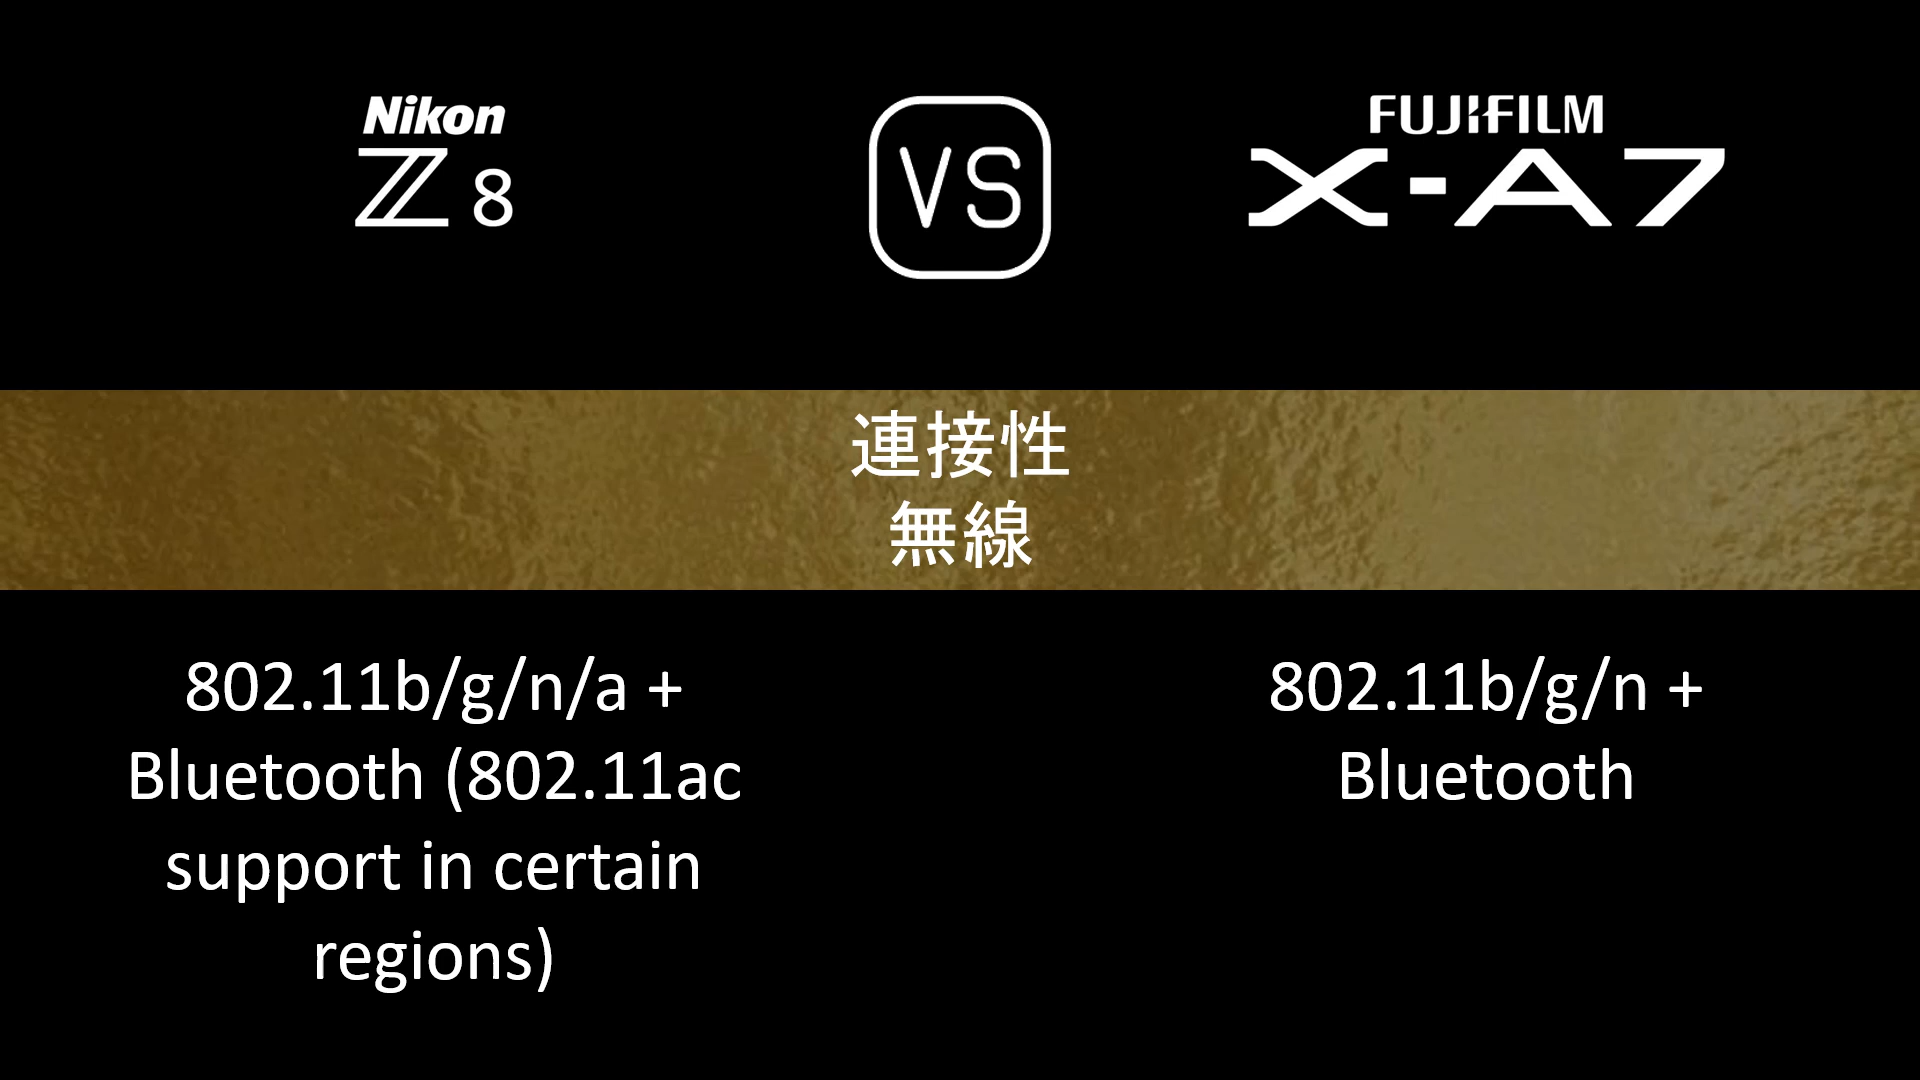 Nikon
Z 8
VS
FUJIFILM
X-A7
連接性
無線
802.11b/g/n/a +
Bluetooth (802.11ac
support in certain
regions)
802.11b/g/n +
Bluetooth